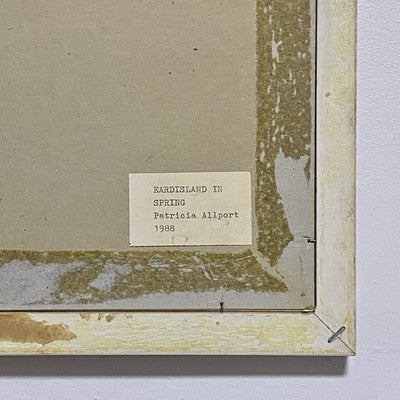 EARDISLAND IN
SPRING
Patricia Allport
1988